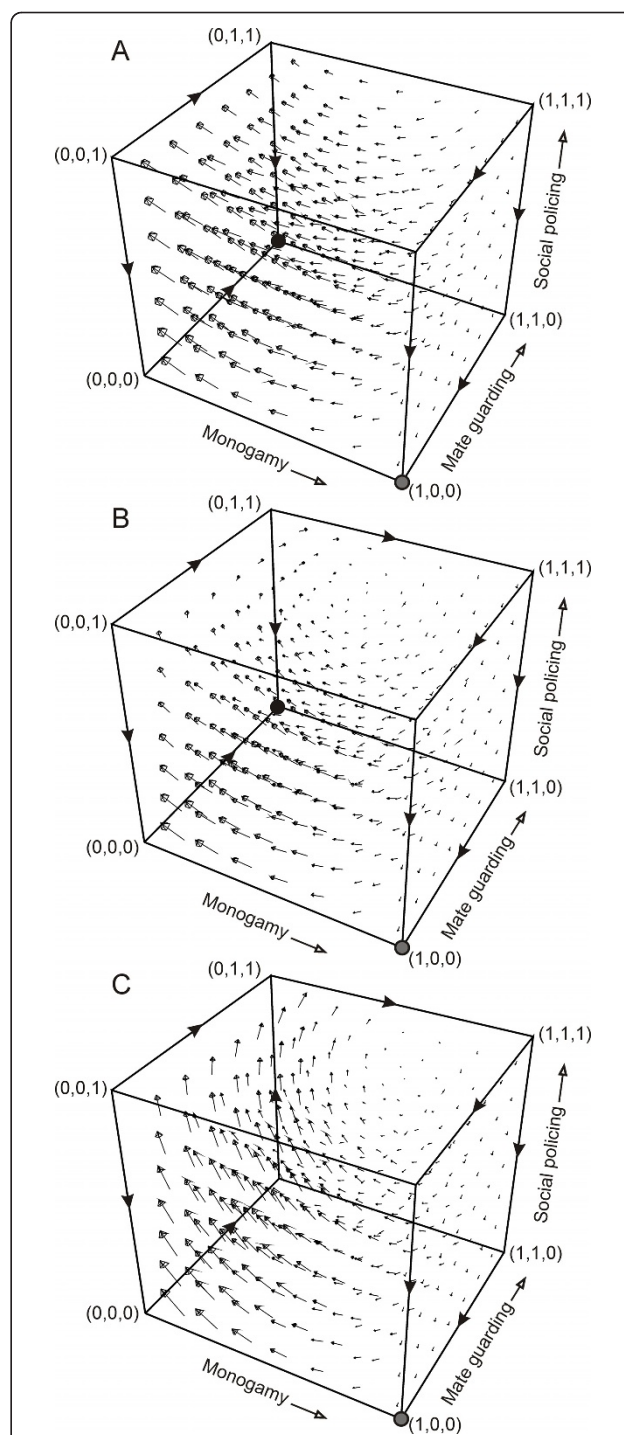 A
(0,1,1)
(1,1,1)
(0,0,1)
Social policing
(1,1,0)
(0,0,0)
Monogamy
Mate guarding
(1,0,0)
B
(0,1,1)
(1,1,1)
(0,0,1)
Social policing
(1,1,0)
(0,0,0)
Monogamy
Mate guarding
(1,0,0)
C
(0,1,1)
(1,1,1)
(0,0,1)
Social policing
(1,1,0)
(0,0,0)
Monogamy
Mate guarding
(1,0,0)